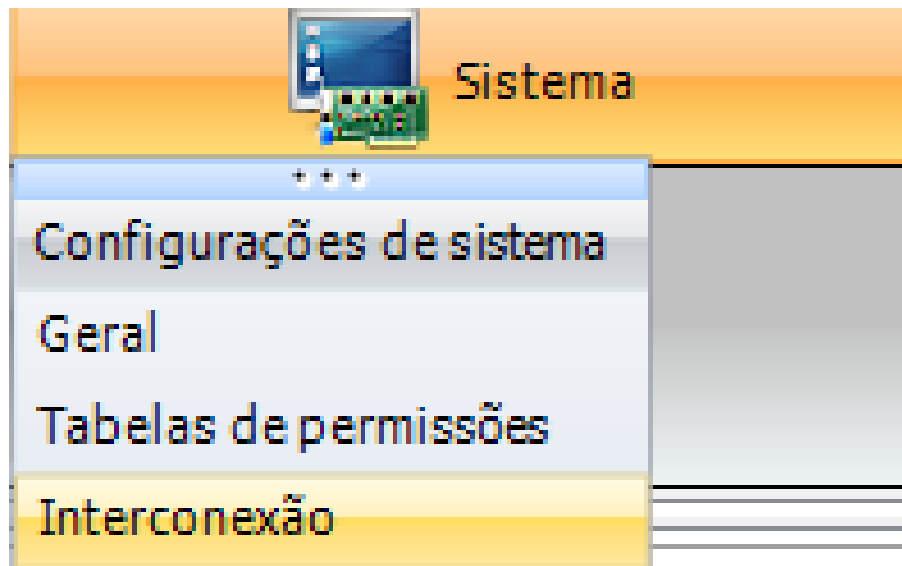 Sistema
Configurações de sistema
Geral
Tabelas de permissões
Interconexão